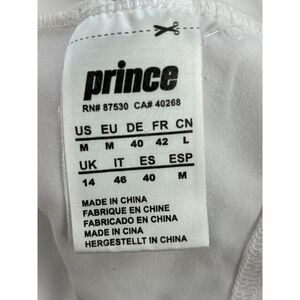 prince
RN# 87530 CA# 40268
US EU DE FR CN
M M 40 42 L
UK IT ES ESP
14 46 40 M
MADE IN CHINA
FABRIQUE EN CHINE
FABRICADO EN CHINA
MADE IN CINA
HERGESTELLT IN CHINA